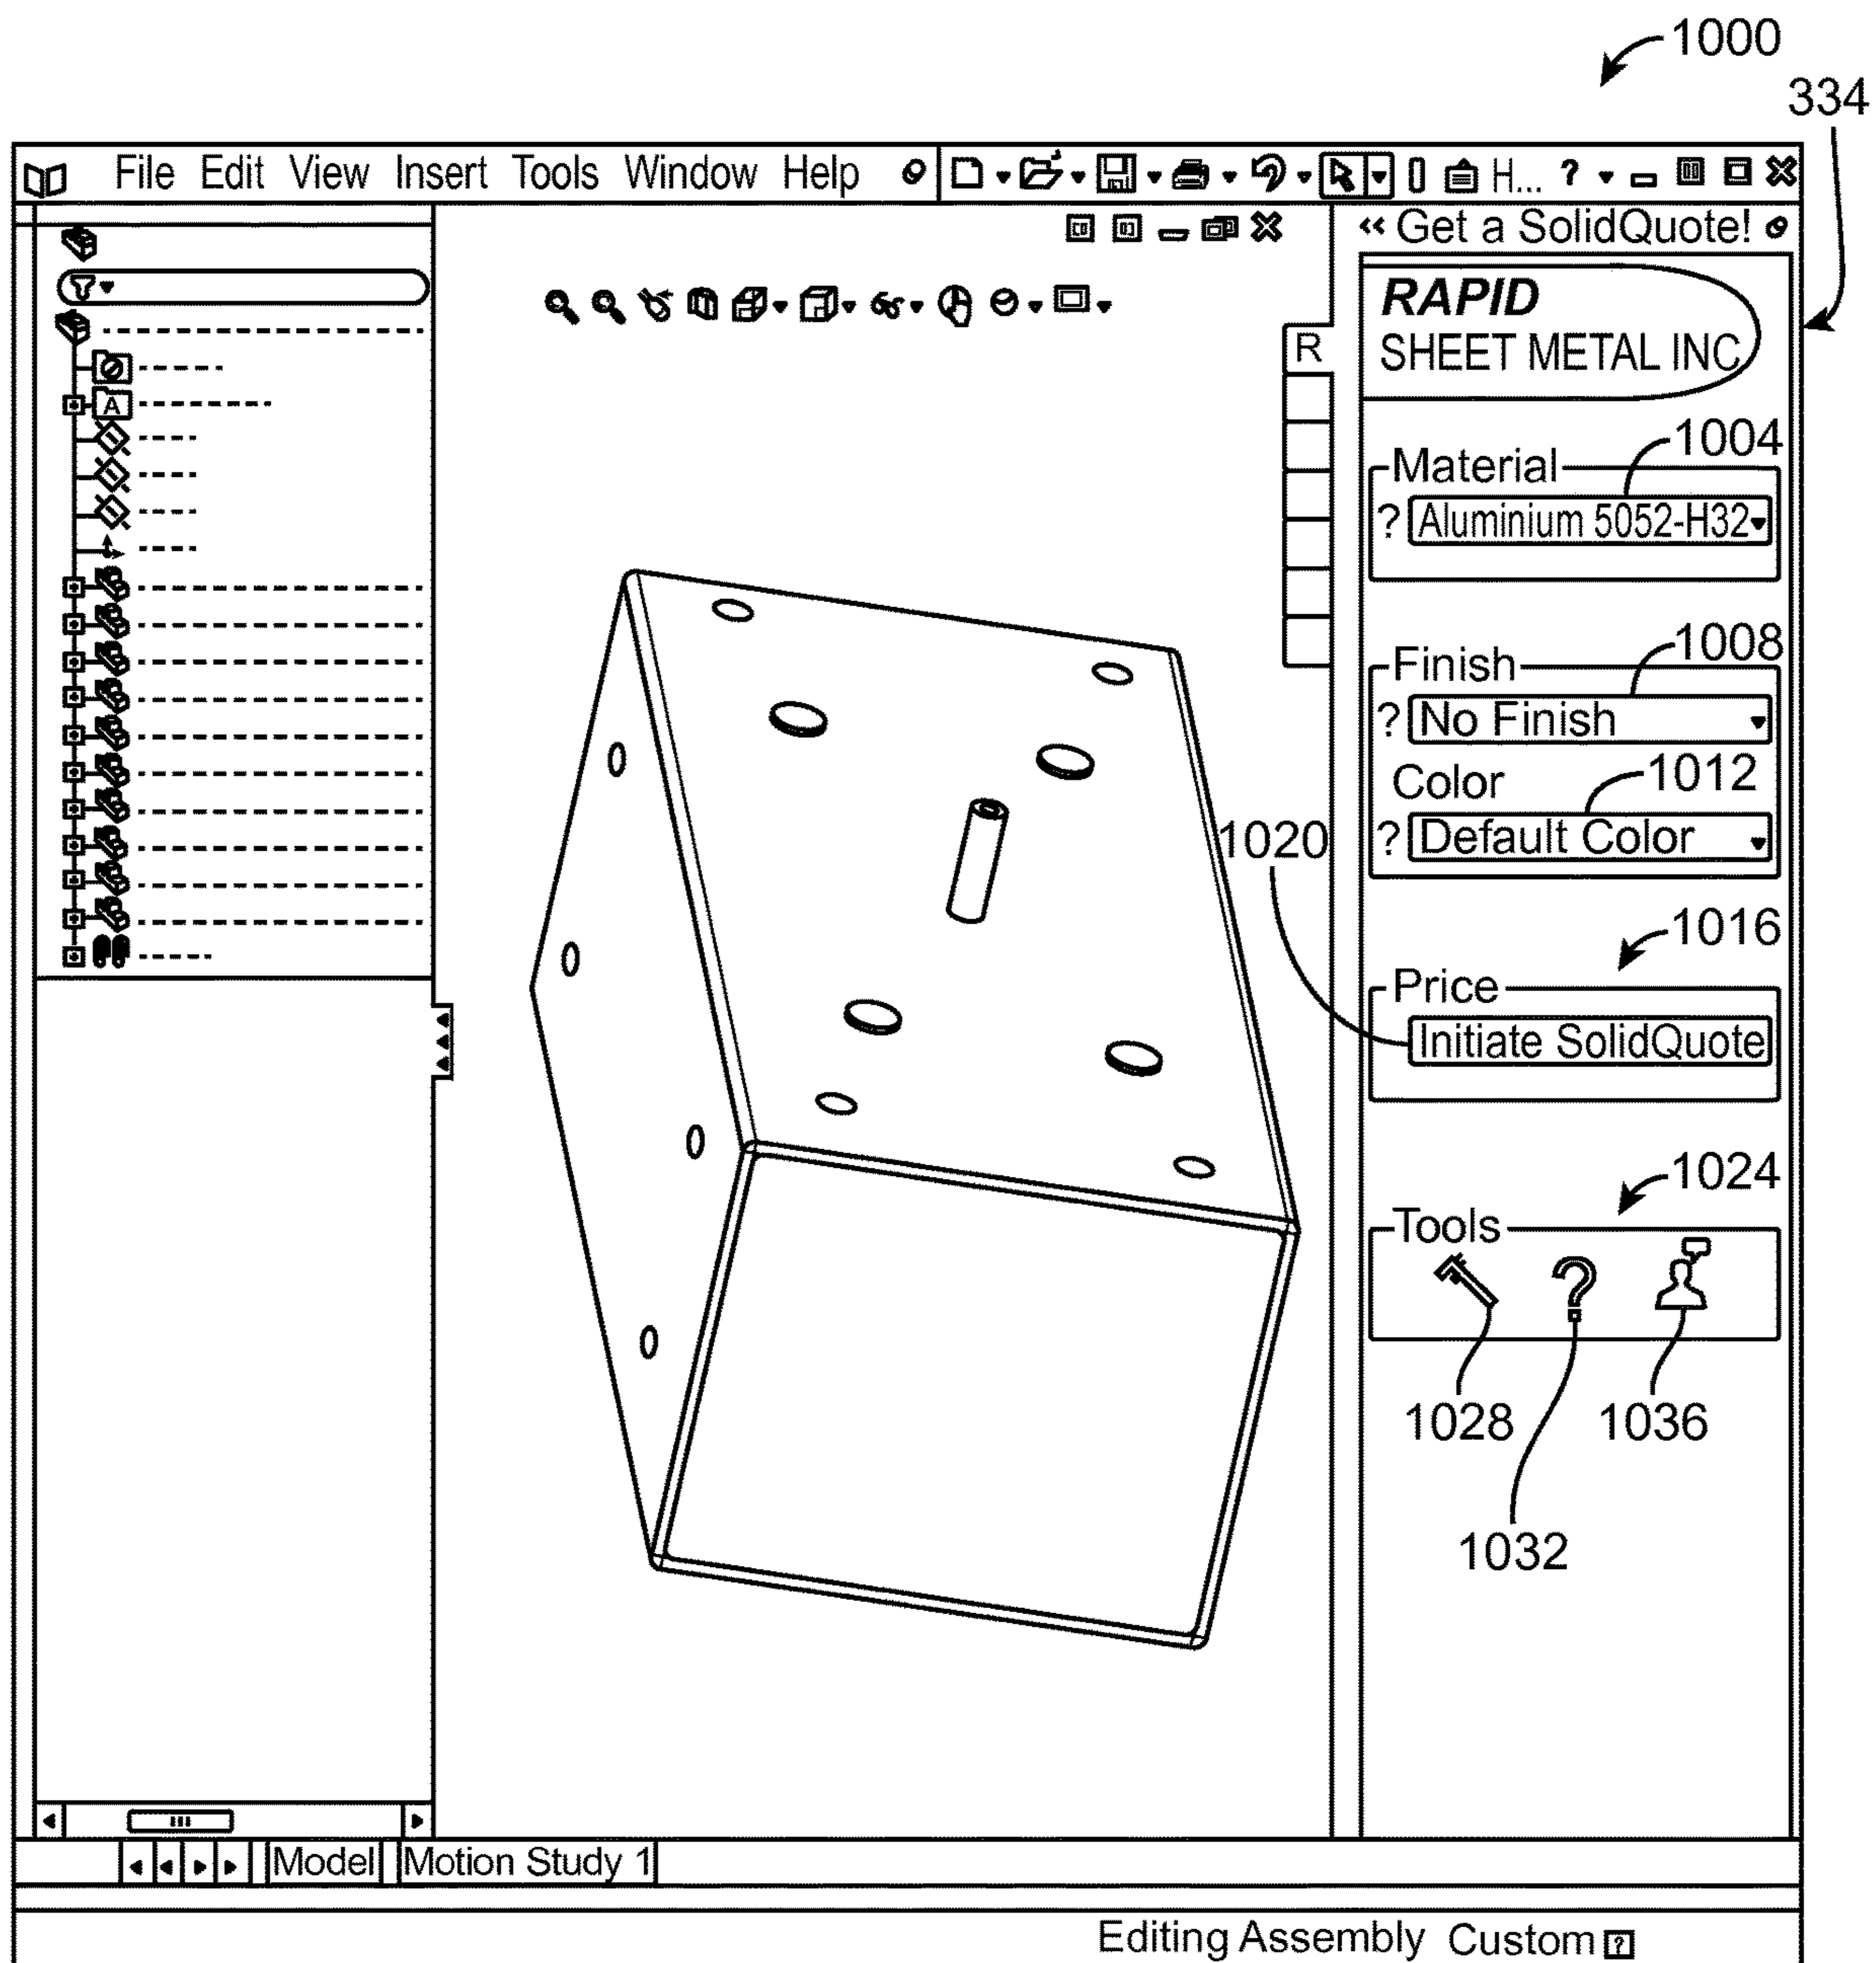 1000
334
File Edit View Insert Tools Window Help H... ?
<< Get a SolidQuote!
RAPID
SHEET METAL INC
R
A
1004
Material
? Aluminium 5052-H32
1008
Finish
? No Finish
Color 1012
? Default Color
1020
1016
Price
Initiate SolidQuote
1024
Tools
?
1028 1036
1032
Model Motion Study 1
Editing Assembly Custom ?